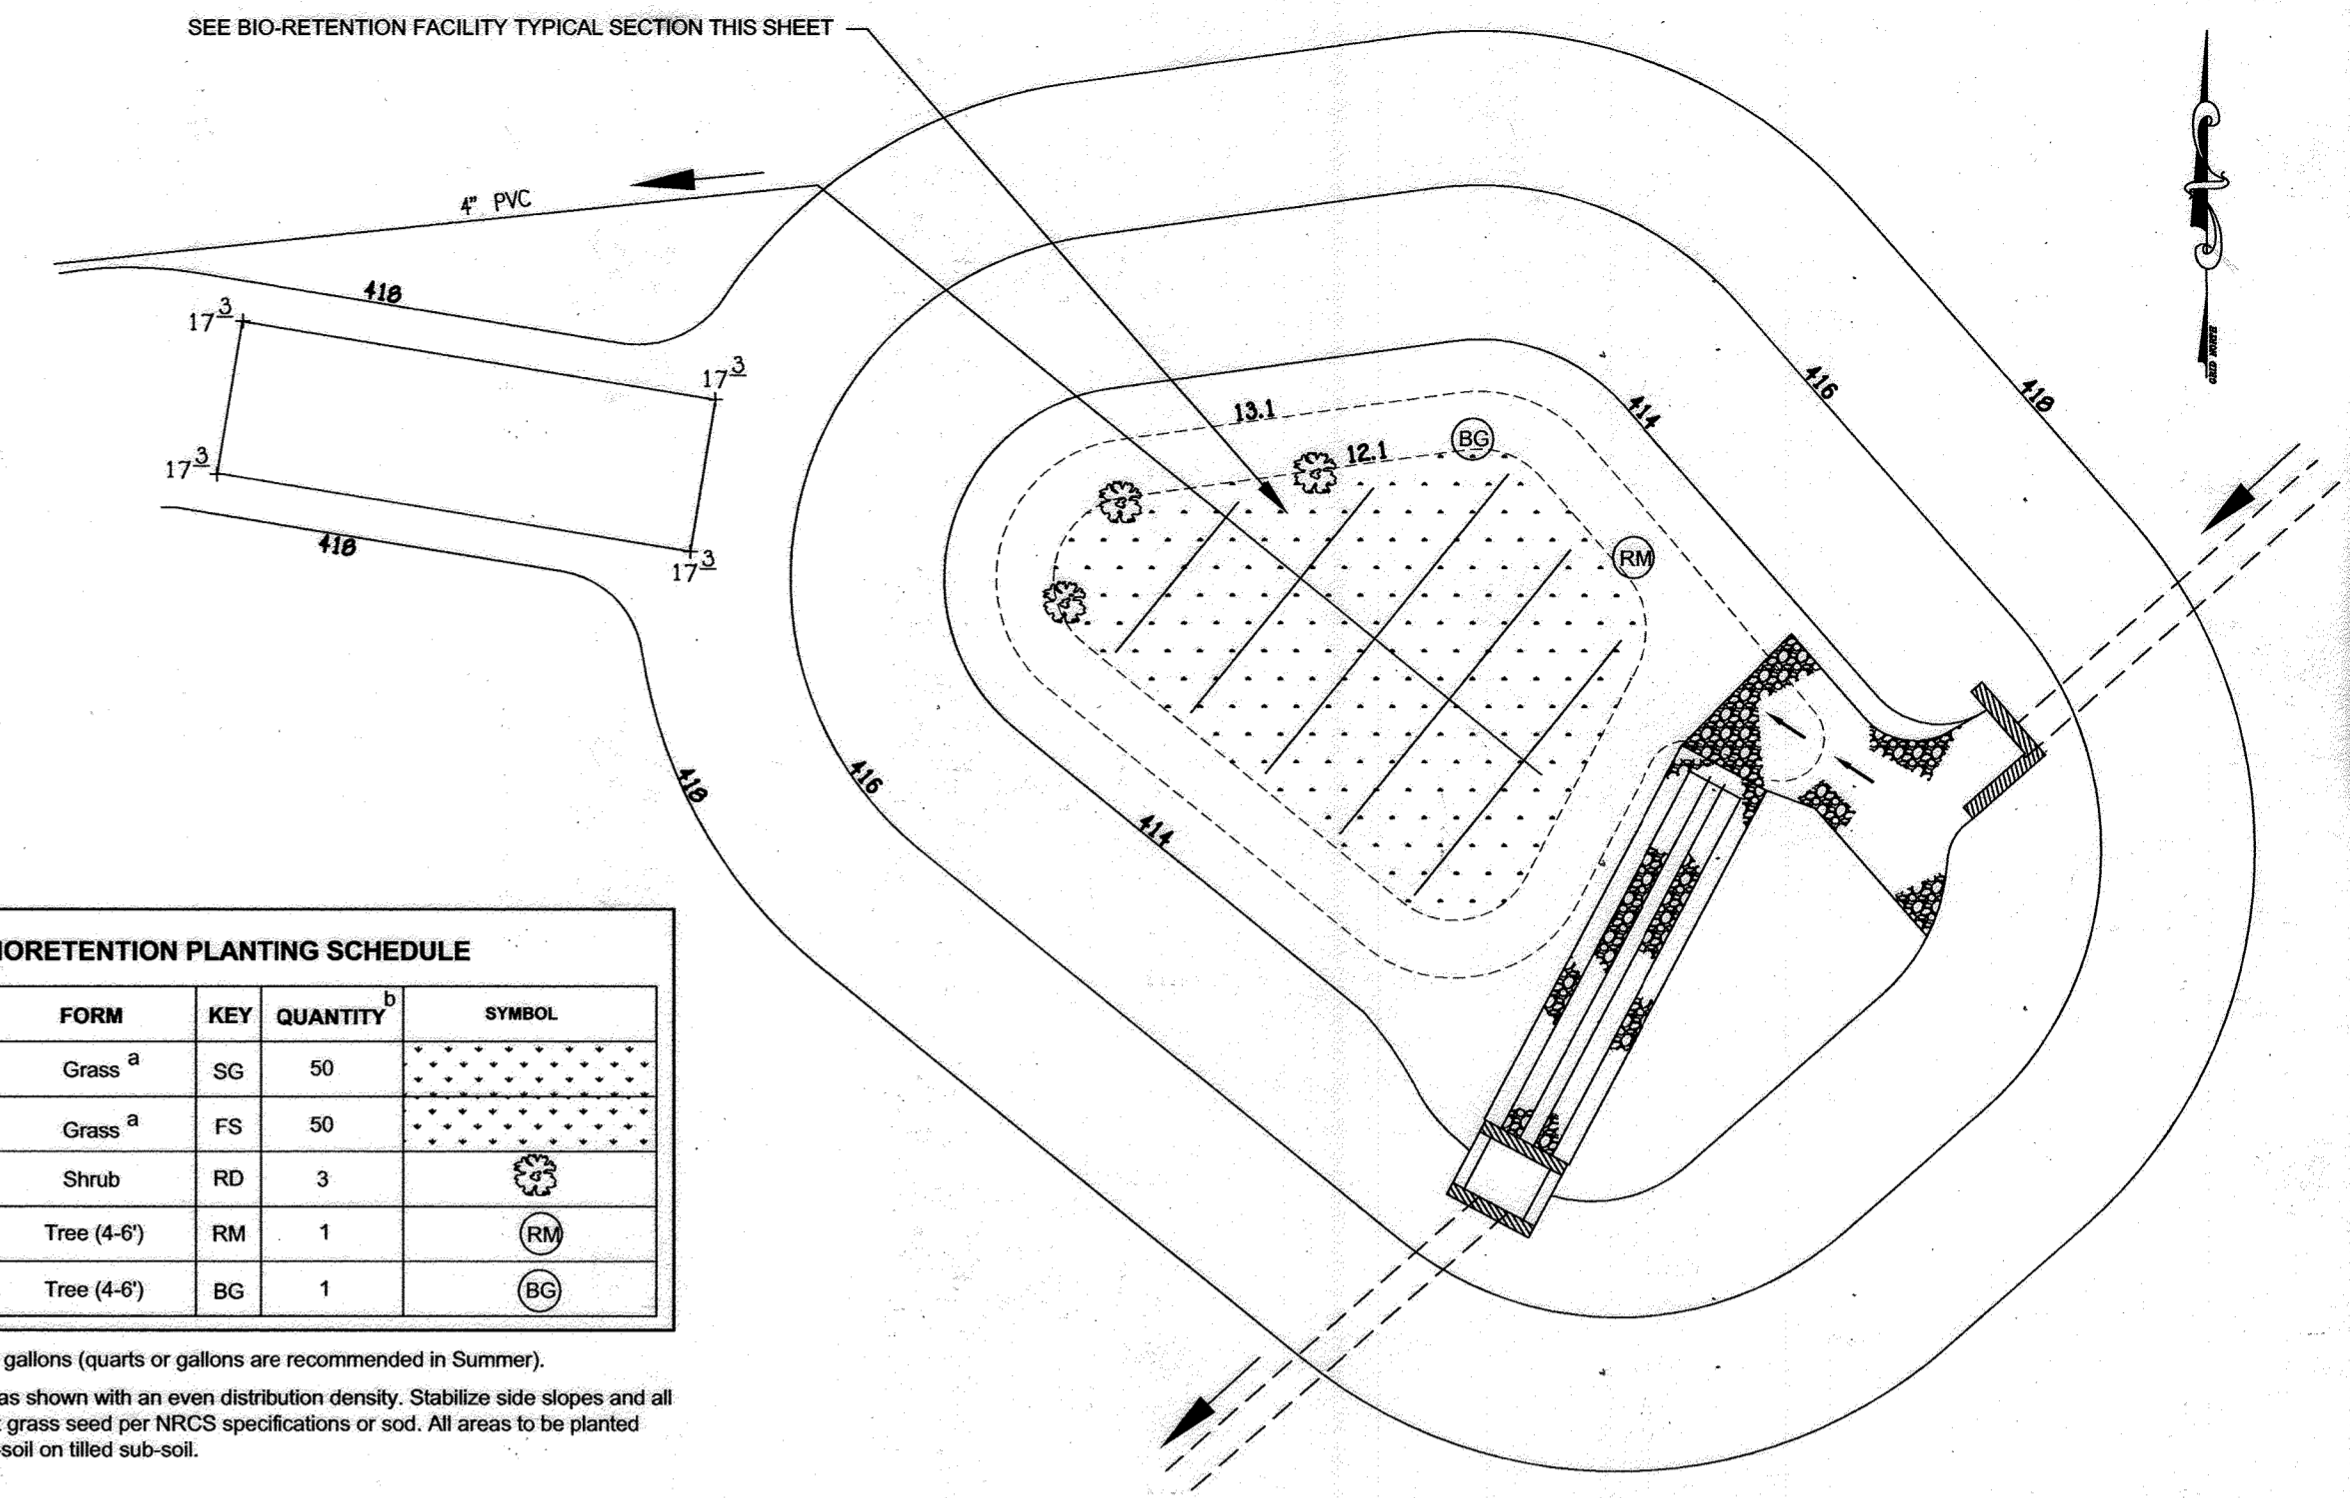 SEE BIO-RETENTION FACILITY TYPICAL SECTION THIS SHEET
4" PVC
418
17 3
17 3
17 3
17 3
418
418
416
414
13.1
12.1
BG
RM
414
416
418
GRID NORTH
IORETENTION PLANTING SCHEDULE
FORM KEY QUANTITY b SYMBOL
Grass a SG 50
Grass a FS 50
Shrub RD 3
Tree (4-6') RM 1 RM
Tree (4-6') BG 1 BG
gallons (quarts or gallons are recommended in Summer).
as shown with an even distribution density. Stabilize side slopes and all
grass seed per NRCS specifications or sod. All areas to be planted
soil on tilled sub-soil.